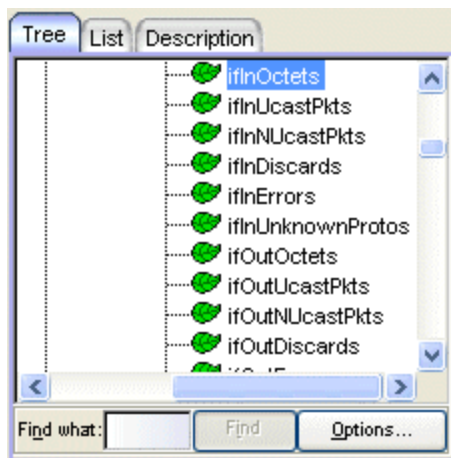 Tree List Description
ifInOctets
ifInUcastPkts
ifInNUcastPkts
ifInDiscards
ifInErrors
ifInUnknownProtos
ifOutOctets
ifOutUcastPkts
ifOutNUcastPkts
ifOutDiscards
Find what: Find Options...